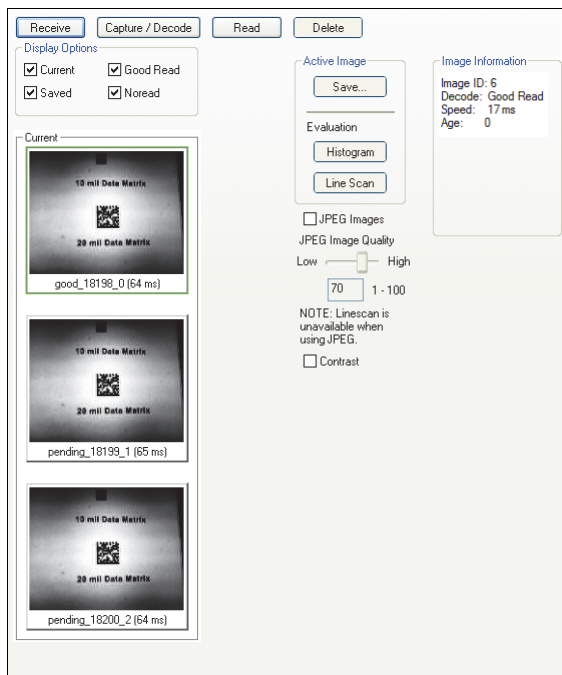 Receive
Capture / Decode
Read
Delete
Display Options
Current
Good Read
Saved
Noread
Current
10 mil Data Matrix
20 mil Data Matrix
good_18198_0 (64 ms)
10 mil Data Matrix
20 mil Data Matrix
pending_18199_1 (65 ms)
10 mil Data Matrix
20 mil Data Matrix
pending_18200_2 (64 ms)
Active Image
Save...
Evaluation
Histogram
Line Scan
JPEG Images
JPEG Image Quality
Low High
70 1 - 100
NOTE: Linescan is
unavailable when
using JPEG.
Contrast
Image Information
Image ID: 6
Decode: Good Read
Speed: 17 ms
Age: 0